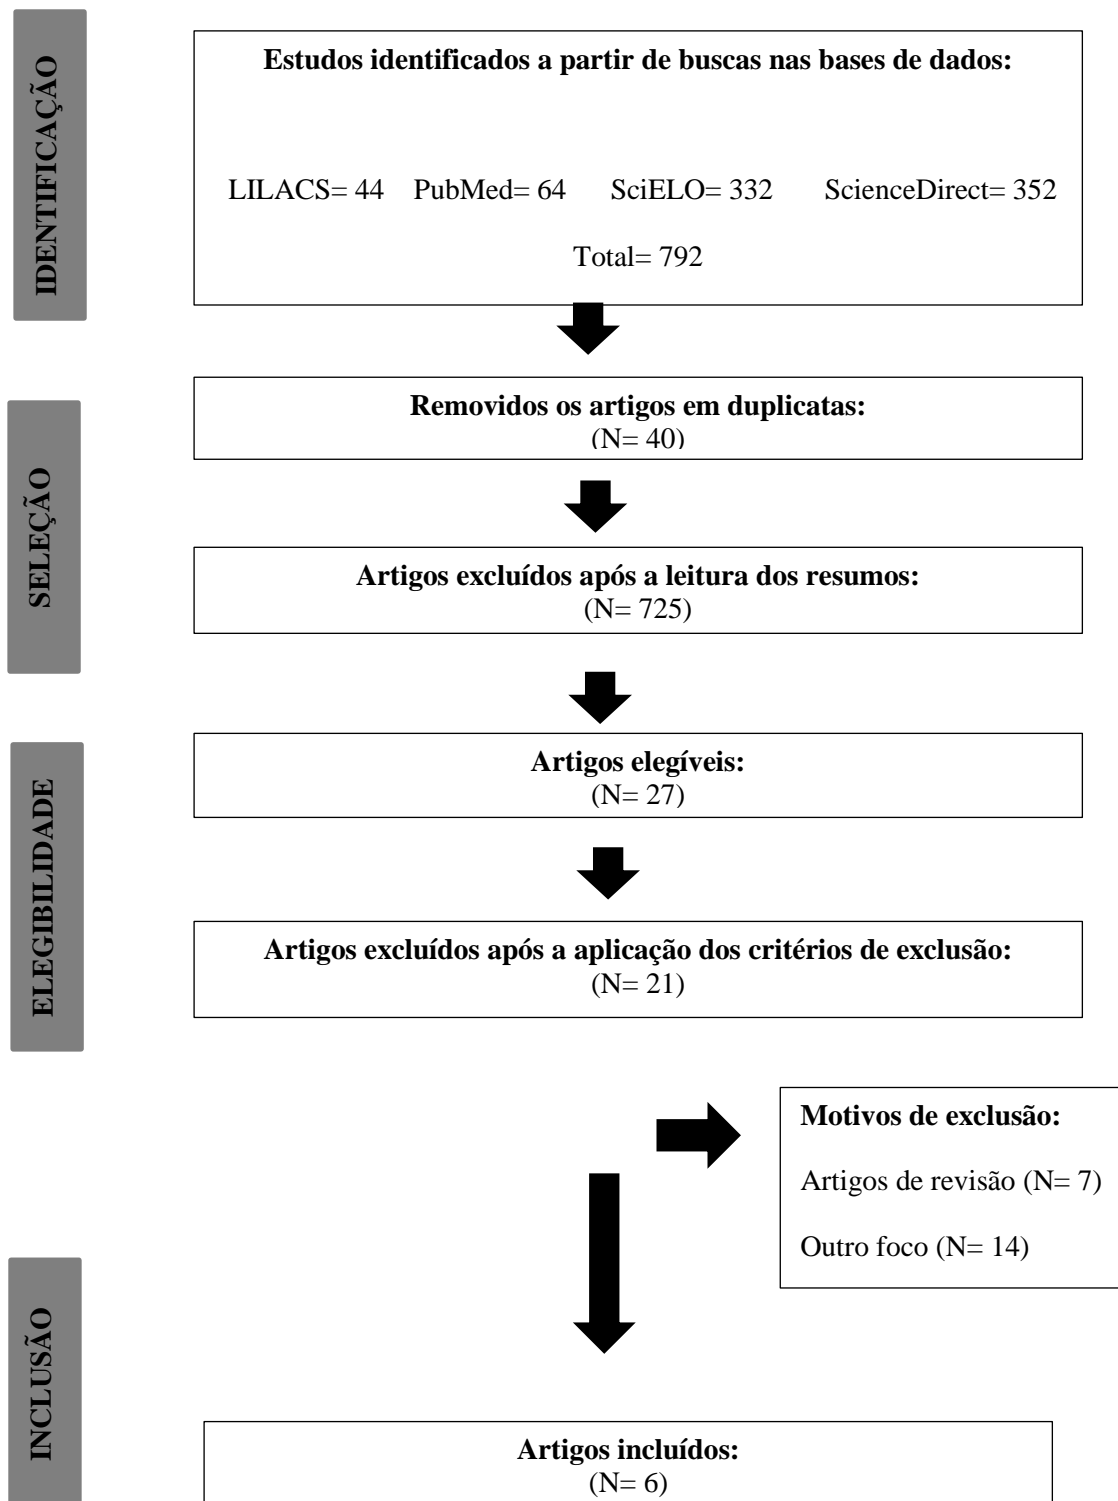 IDENTIFICAÇÃO
Estudos identificados a partir de buscas nas bases de dados:
LILACS= 44 PubMed= 64 SciELO= 332 ScienceDirect= 352
Total= 792
SELEÇÃO
Removidos os artigos em duplicatas:
(N= 40)
Artigos excluídos após a leitura dos resumos:
(N= 725)
ELEGIBILIDADE
Artigos elegíveis:
(N= 27)
Artigos excluídos após a aplicação dos critérios de exclusão:
(N= 21)
Motivos de exclusão:
Artigos de revisão (N= 7)
Outro foco (N= 14)
INCLUSÃO
Artigos incluídos:
(N= 6)